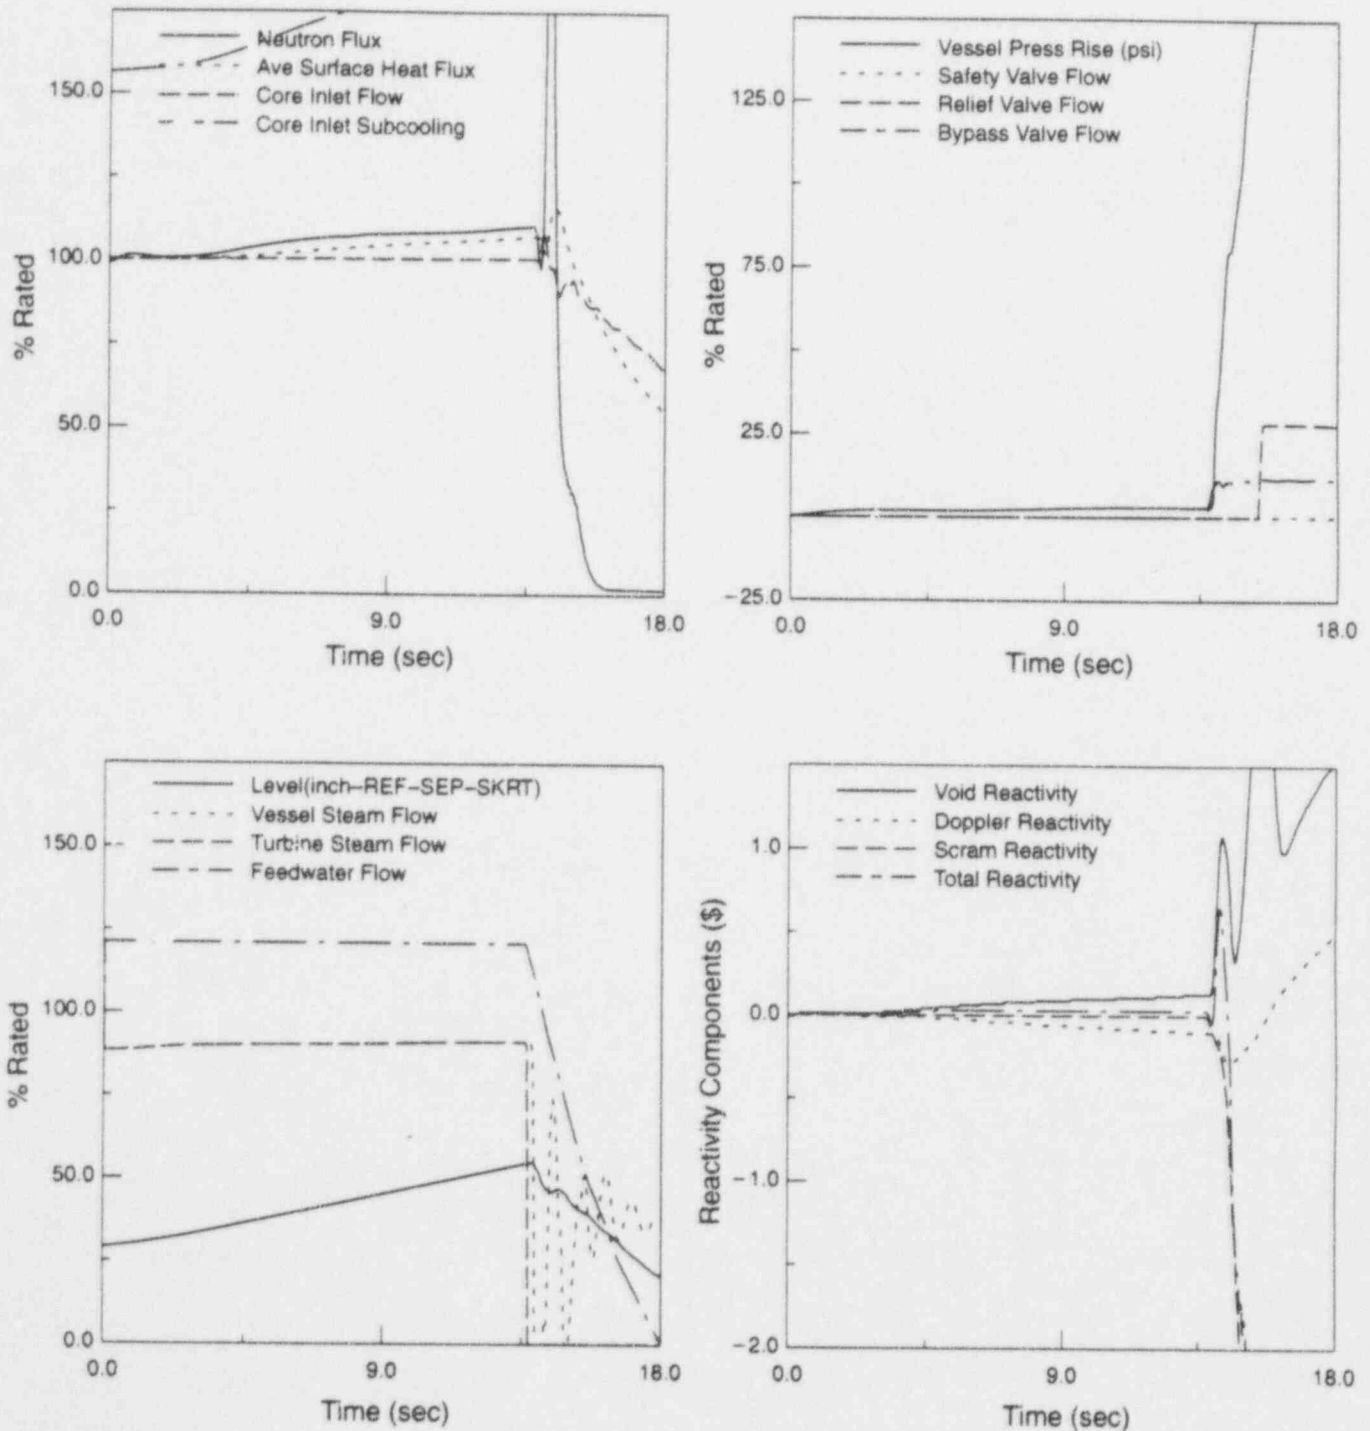 Neutron Flux
Ave Surface Heat Flux
Core Inlet Flow
Core Inlet Subcooling
150.0
100.0
50.0
0.0
% Rated
0.0 9.0 18.0
Time (sec)
Vessel Press Rise (psi)
Safety Valve Flow
Relief Valve Flow
Bypass Valve Flow
125.0
75.0
25.0
−25.0
% Rated
0.0 9.0 18.0
Time (sec)
Level(inch–REF–SEP–SKRT)
Vessel Steam Flow
Turbine Steam Flow
Feedwater Flow
150.0
100.0
50.0
0.0
% Rated
0.0 9.0 18.0
Time (sec)
Void Reactivity
Doppler Reactivity
Scram Reactivity
Total Reactivity
1.0
0.0
−1.0
−2.0
Reactivity Components ($)
0.0 9.0 18.0
Time (sec)